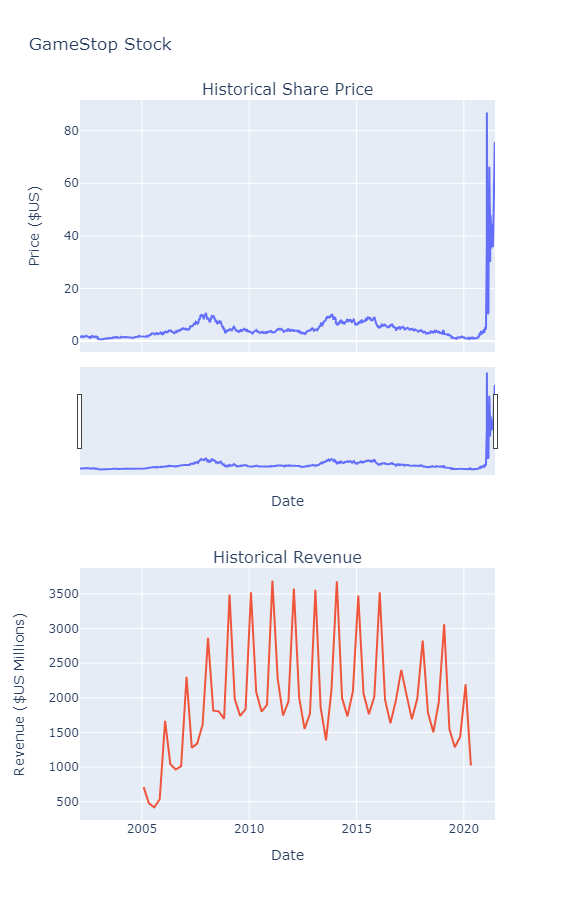 GameStop Stock
Historical Share Price
80
60
40
20
0
Price ($US)
Date
Historical Revenue
3500
3000
2500
2000
1500
1000
500
Revenue ($US Millions)
2005 2010 2015 2020
Date